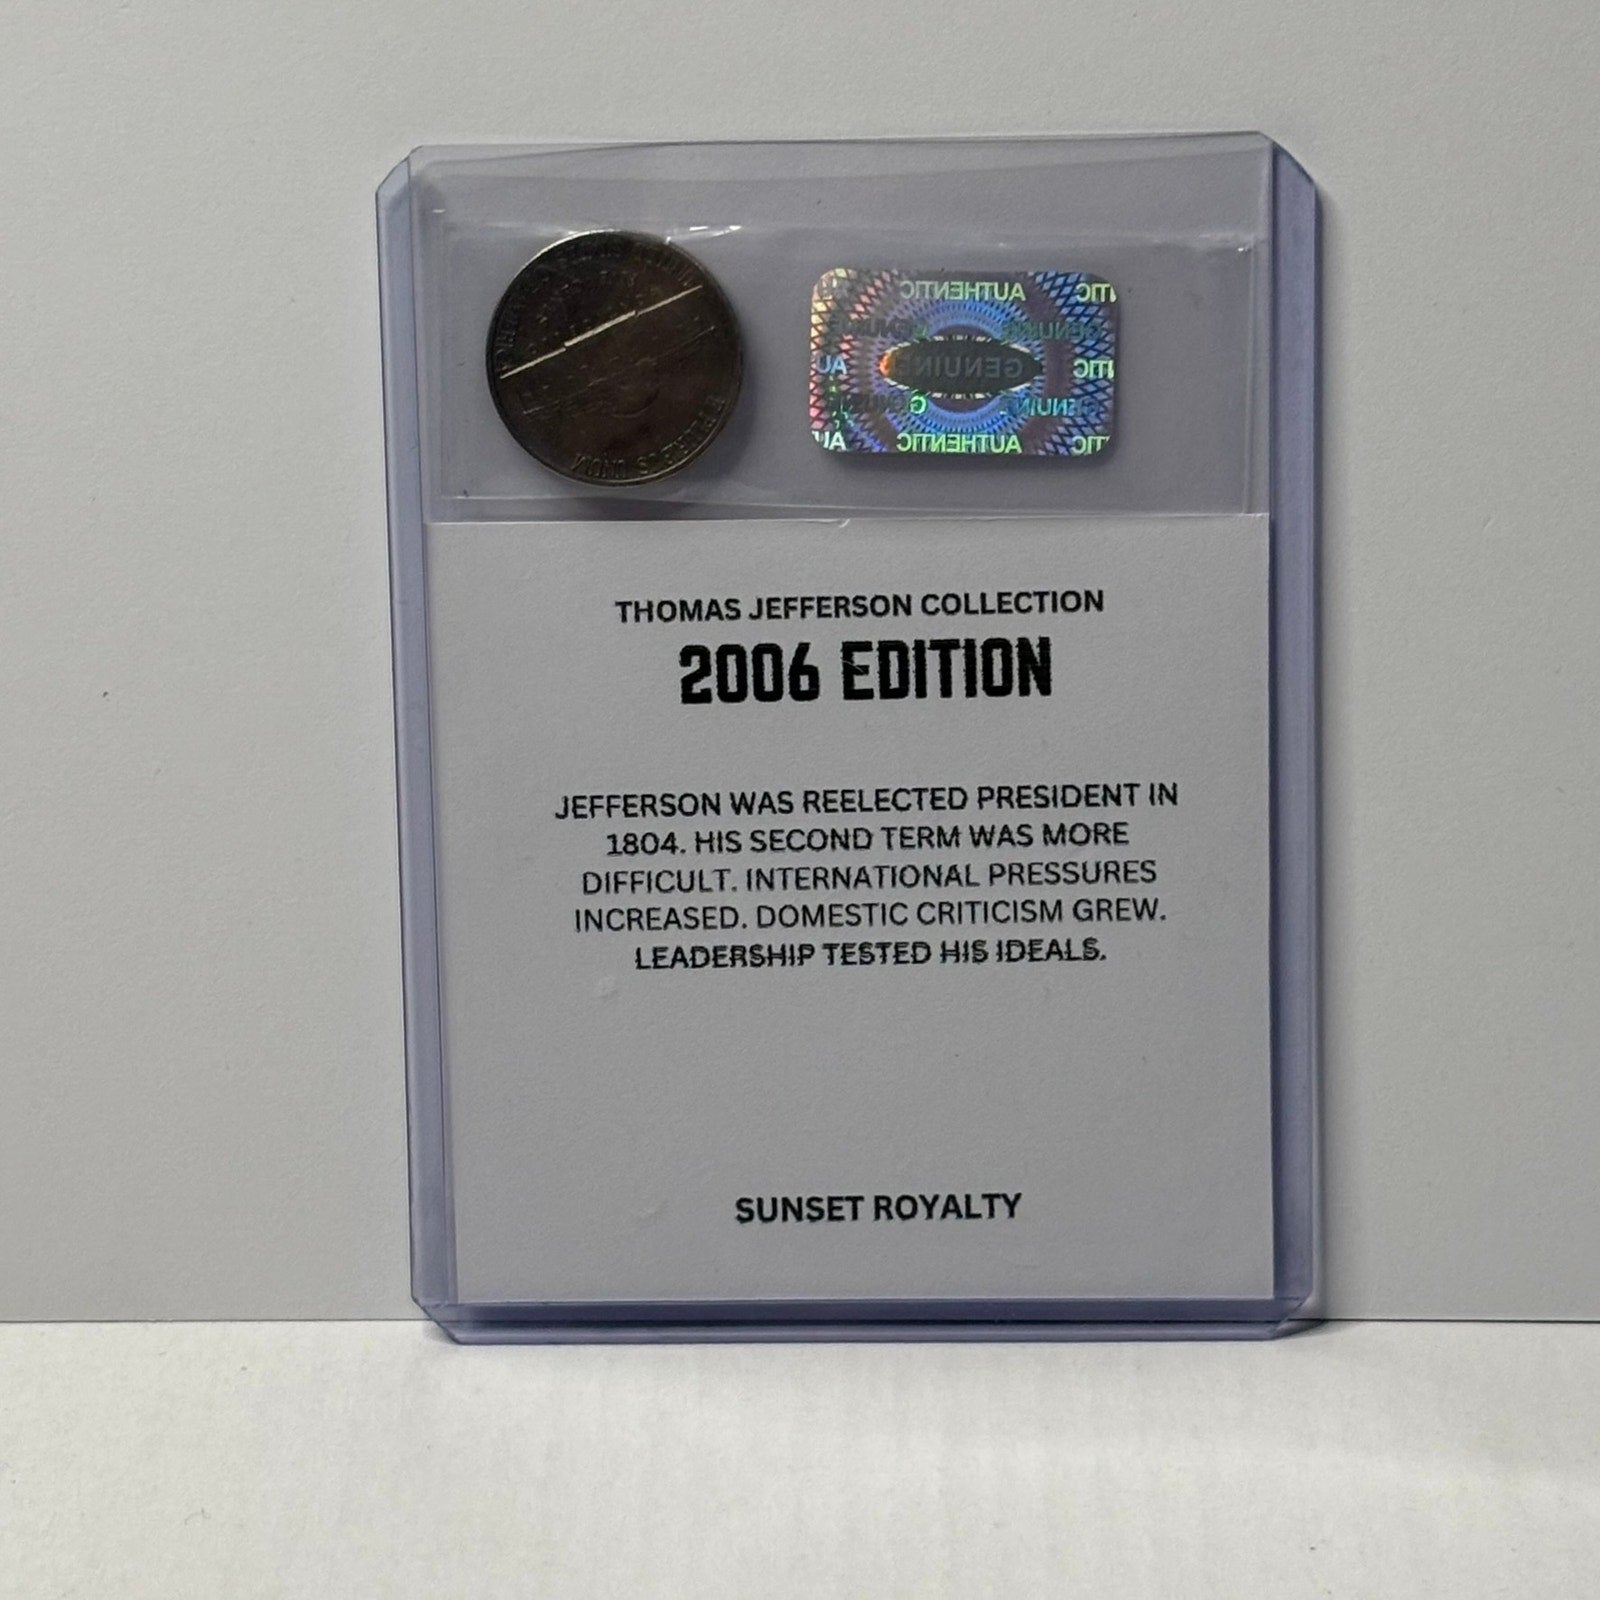 AUTHENTIC
GENUINE
AUTHENTIC
THOMAS JEFFERSON COLLECTION
2006 EDITION
JEFFERSON WAS REELECTED PRESIDENT IN
1804. HIS SECOND TERM WAS MORE
DIFFICULT. INTERNATIONAL PRESSURES
INCREASED. DOMESTIC CRITICISM GREW.
LEADERSHIP TESTED HIS IDEALS.
SUNSET ROYALTY